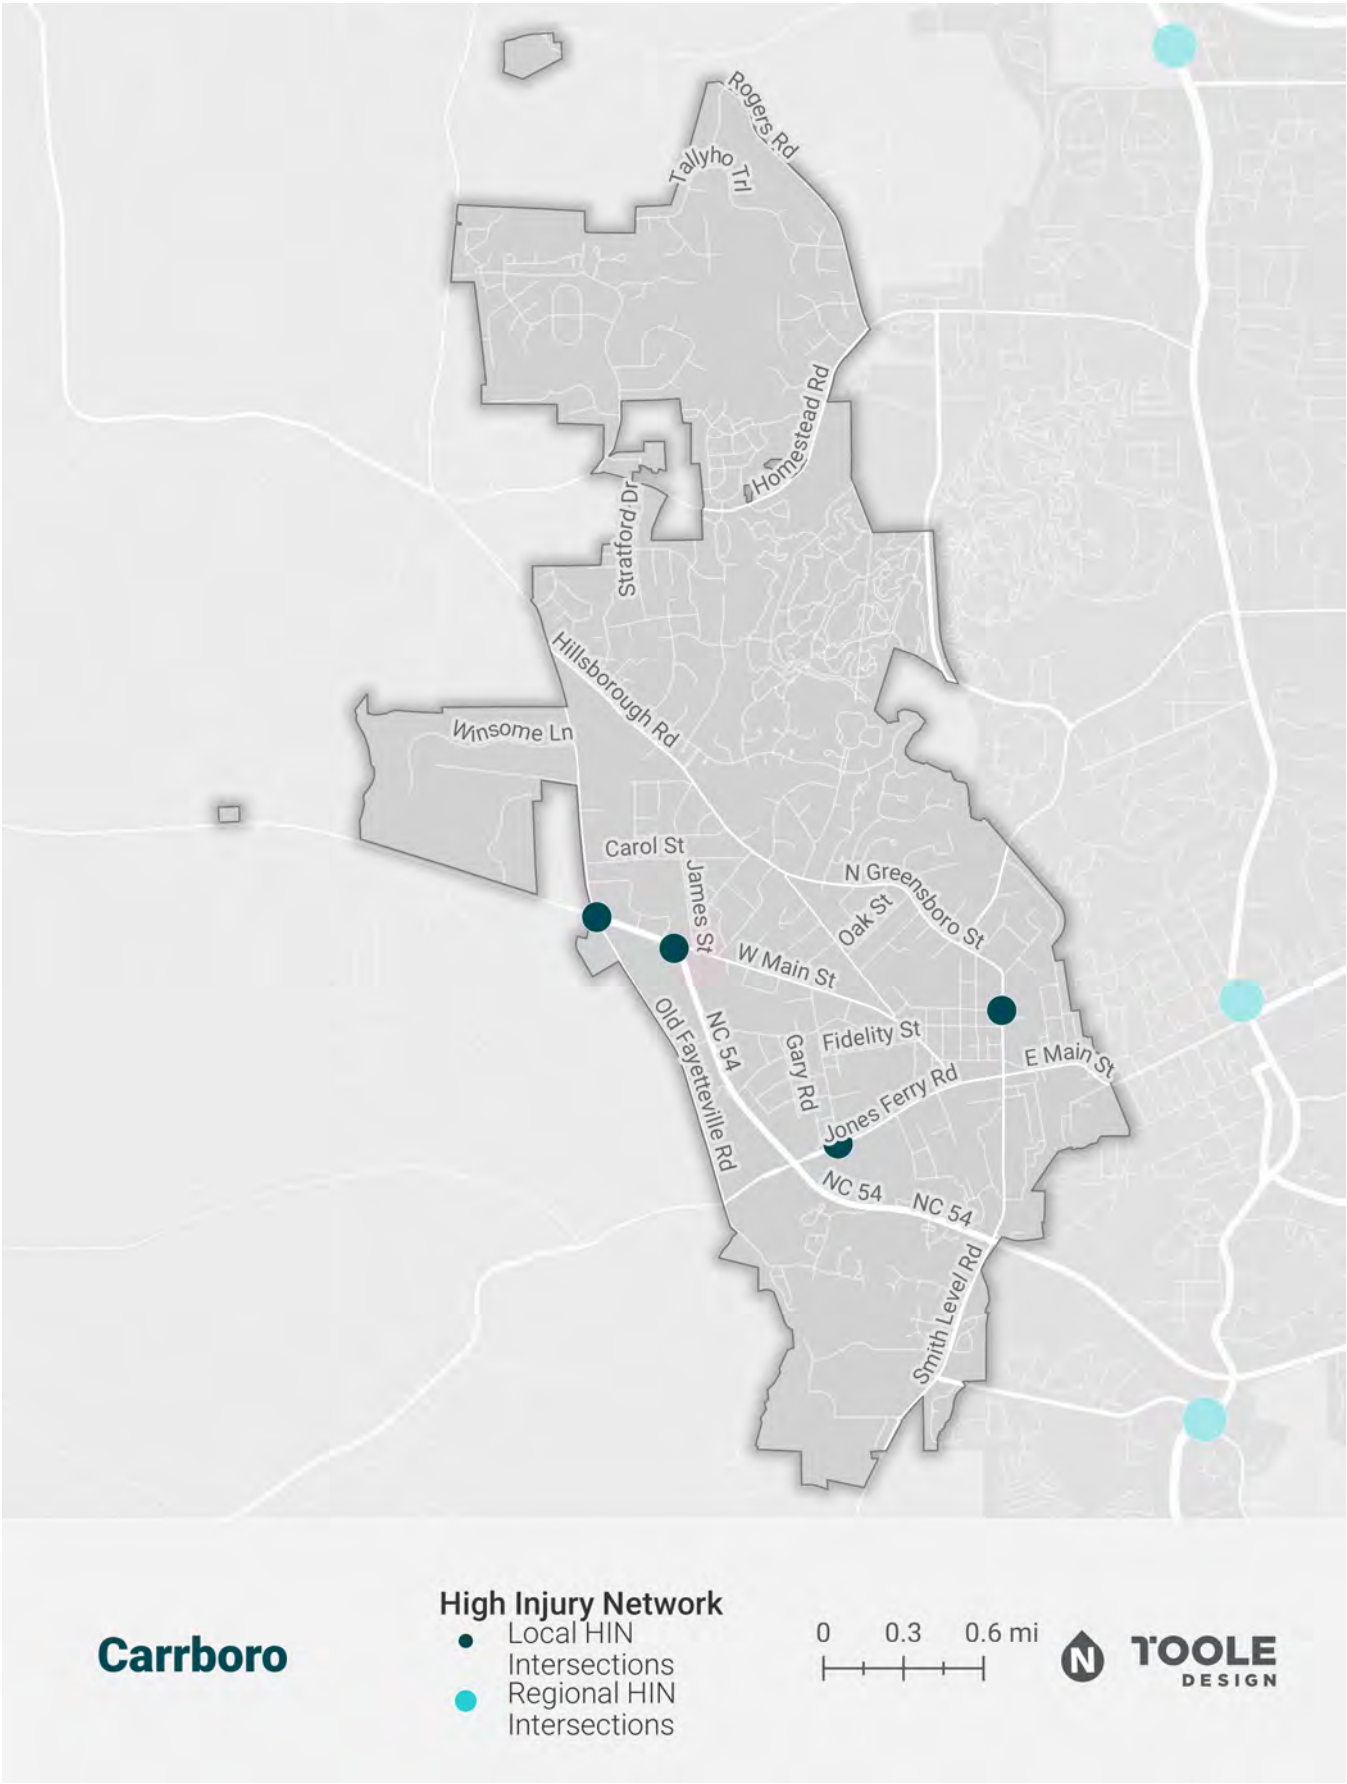 Rogers Rd
Tallyho Trl
Homestead Rd
Stratford Dr
Hillsborough Rd
Winsome Ln
Carol St
James St
N Greensboro St
Oak St
W Main St
Old Fayetteville Rd
NC 54
Gary Rd
Fidelity St
E Main St
Jones Ferry Rd
NC 54
NC 54
Smith Level Rd
Carrboro
High Injury Network
Local HIN
Intersections
Regional HIN
Intersections
0 0.3 0.6 mi
N
TOOLE
DESIGN